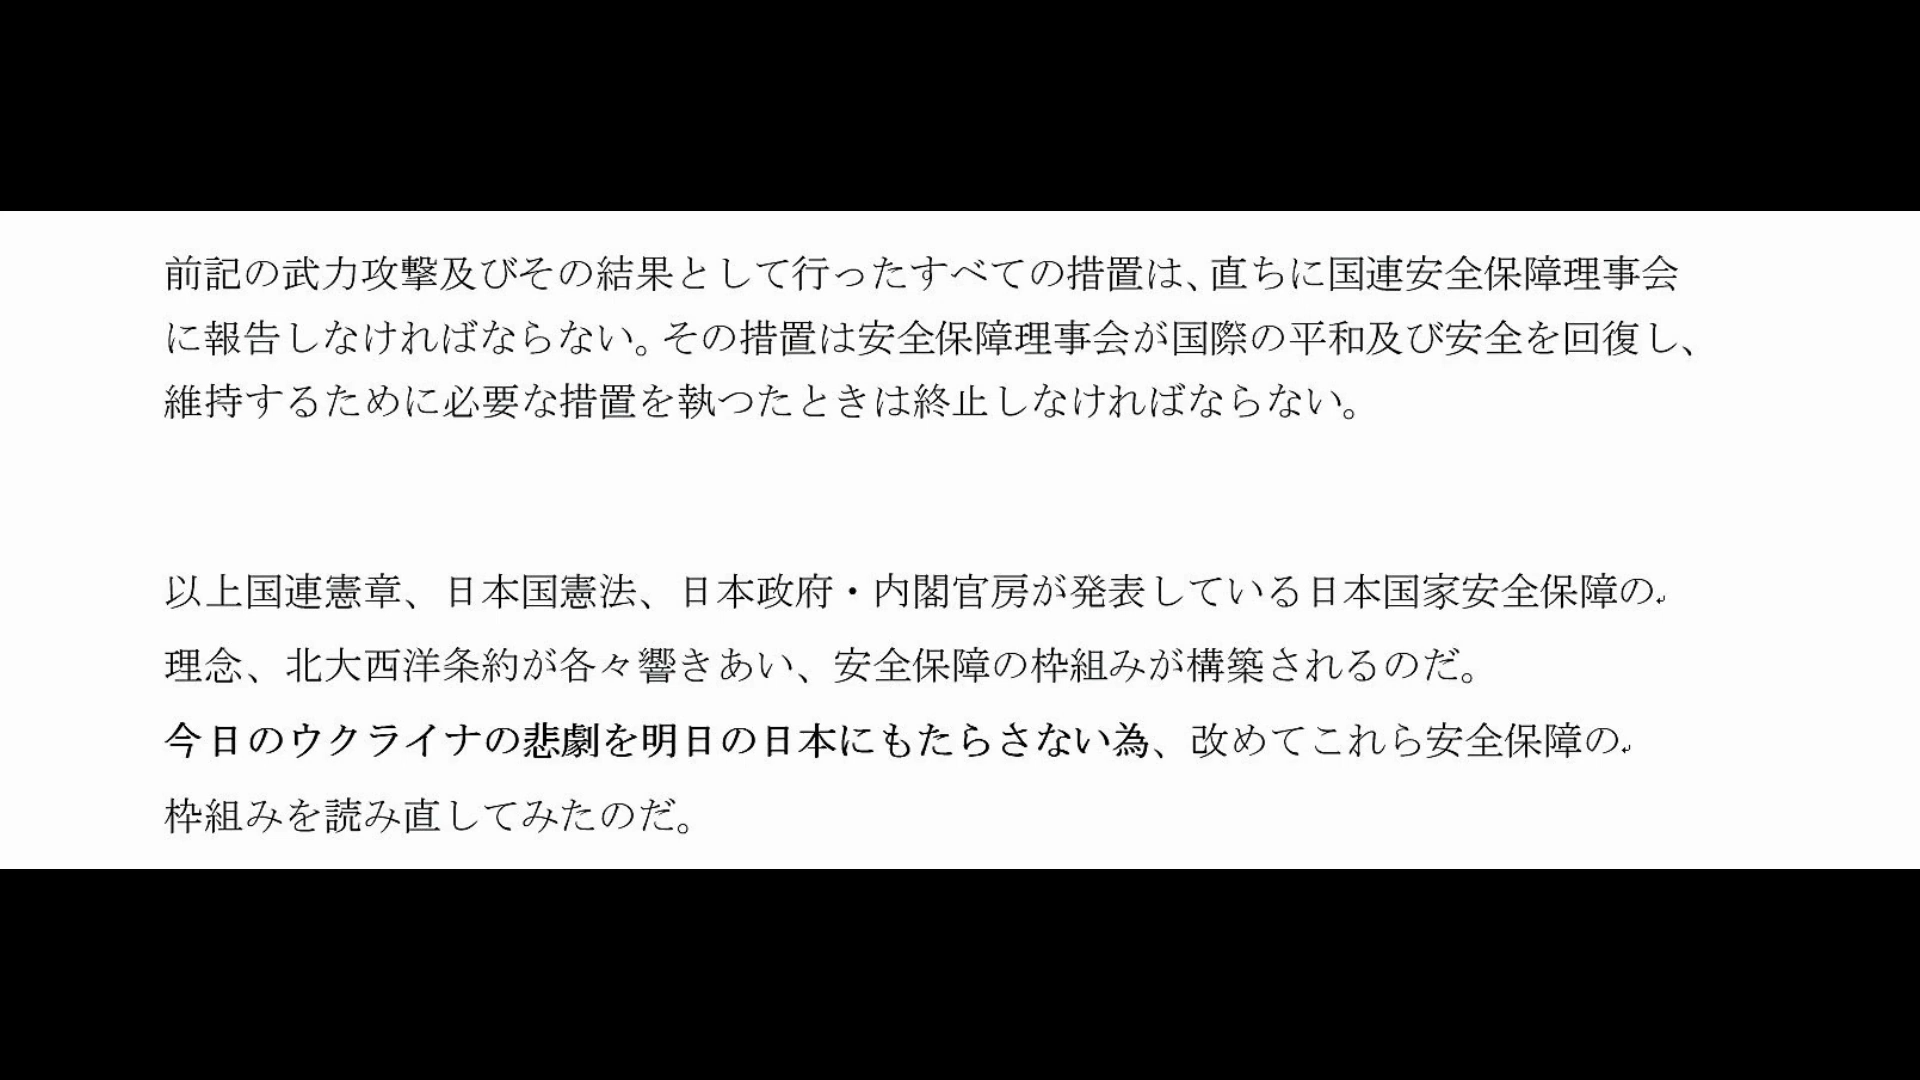 前記の武力攻撃及びその結果として行ったすべての措置は、直ちに国連安全保障理事会
に報告しなければならない。その措置は安全保障理事会が国際の平和及び安全を回復し、
維持するために必要な措置を執つたときは終止しなければならない。
以上国連憲章、日本国憲法、日本政府・内閣官房が発表している日本国家安全保障の
理念、北大西洋条約が各々響きあい、安全保障の枠組みが構築されるのだ。
今日のウクライナの悲劇を明日の日本にもたらさない為、改めてこれら安全保障の
枠組みを読み直してみたのだ。